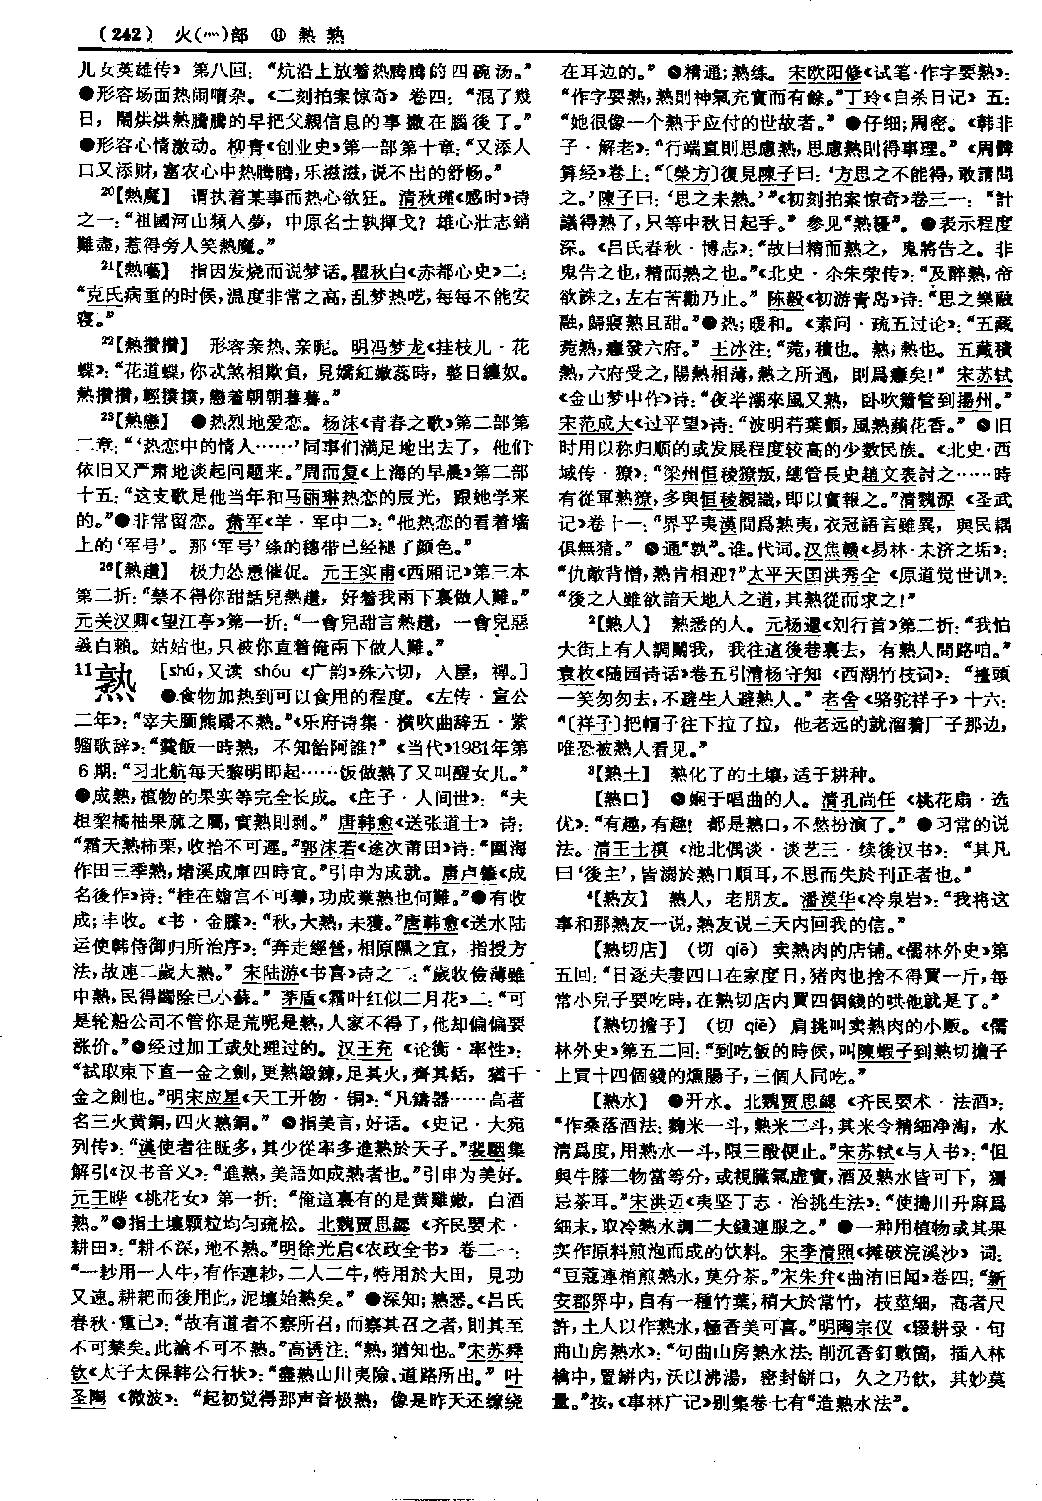 (242) 火(灬)部 ⑪ 熱 熟
儿女英雄传》第八回：“炕沿上放着热腾腾的四碗汤。”
●形容场面热闹喷杂。《二刻拍案惊奇》卷四：“混了几
日，鬧烘烘熱騰騰的早把父親信息的事撇在腦後了。”
●形容心情激动。柳青《创业史》第一部第十章：“又添人
口又添财，富农心中热腾腾，乐滋滋，说不出的舒畅。”
20【熱魔】 谓执着某事而热心欲狂。清秋瑾《感时》诗
之一：“祖國河山頻入夢，中原名士孰揮戈？雄心壯志銷
難盡，惹得旁人笑熱魔。”
21【熱囈】 指因发烧而说梦话。瞿秋白《赤都心史》二：
“克氏病重的时候，温度非常之高，乱梦热呓，每每不能安
寝。”
22【熱攢攢】 形容亲热、亲昵。明冯梦龙《挂枝儿·花
蝶》：“花道蝶，你忒煞相欺負，見嬌紅嫩蕊時，整日纏奴。
熱攢攢，輕撲撲，戀着朝朝暮暮。”
23【熱戀】 ●热烈地爱恋。杨沫《青春之歌》第二部第
二章：“‘热恋中的情人……’同事们满足地出去了，他们
依旧又严肃地谈起问题来。”周而复《上海的早晨》第二部
十五：“这支歌是他当年和马丽琳热恋的辰光，跟她学来
的。”●非常留恋。萧军《羊·军中二》：“他热恋的看着墙
上的‘军号’。那‘军号’绦的穗带已经褪了颜色。”
26【熱趲】 极力怂恿催促。元王实甫《西厢记》第三本
第二折：“禁不得你甜話兒熱趲，好着我兩下裏做人難。”
元关汉卿《望江亭》第一折：“一會兒甜言熱趲，一會兒惡
義白賴。姑姑也，只被你直着俺兩下做人難。”
11熟 [shú，又读 shóu 《广韵》殊六切，入屋，禪。]
●食物加热到可以食用的程度。《左传·宣公
二年》：“宰夫胹熊蹯不熟。”《乐府诗集·横吹曲辞五·紫
骝歌辞》：“羹飯一時熟，不知飴阿誰？”《当代》1981年第
6期：“习北航每天黎明即起……饭做熟了又叫醒女儿。”
●成熟，植物的果实等完全长成。《庄子·人间世》：“夫
柤棃橘柚果蓏之屬，實熟則剝。”唐韩愈《送张道士》诗：
“霜天熟柿栗，收拾不可遲。”郭沫若《途次莆田》诗：“圍海
作田三季熟，堵溪成庫四時宜。”引申为成就。唐卢肇《成
名後作》诗：“桂在蟾宫不可攀，功成業熟也何難。”●有收
成；丰收。《书·金縢》：“秋，大熟，未穫。”唐韩愈《送水陆
运使韩侍御归所治序》：“奔走經營，相原隰之宜，指授方
法，故連二歲大熟。”宋陆游《书喜》诗之二：“歲收儉薄雖
中熟，民得蠲除已小蘇。”茅盾《霜叶红似二月花》二：“可
是轮船公司不管你是荒呢是熟，人家不得了，他却偏偏要
涨价。”●经过加工或处理过的。汉王充《论衡·率性》：
“試取東下直一金之劍，更熟鍛鍊，足其火，齊其銛，猶千
金之劍也。”明宋应星《天工开物·铜》：“凡鑄器……高者
名三火黄銅，四火熟銅。”●指美言，好话。《史记·大宛
列传》：“漢使者往既多，其少從率多進熟於天子。”裴駰集
解引《汉书音义》：“進熟，美語如成熟者也。”引申为美好。
元王晔《桃花女》第一折：“俺這裏有的是黄雞嫩，白酒
熟。”●指土壤颗粒均匀疏松。北魏贾思勰《齐民要术·
耕田》：“耕不深，地不熟。”明徐光启《农政全书》卷二一：
“一耖用一人牛，有作連耖，二人二牛，特用於大田，見功
又速。耕耙而後用此，泥壤始熟矣。”●深知；熟悉。《吕氏
春秋·重己》：“故有道者不察所召，而察其召之者，則其至
不可禁矣。此論不可不熟。”高诱注：“熟，猶知也。”宋苏舜
钦《太子太保韩公行状》：“盡熟山川夷險、道路所出。”叶
圣陶《微波》：“起初觉得那声音极熟，像是昨天还缭绕
在耳边的。”●精通；熟练。宋欧阳修《试笔·作字要熟》：
“作字要熟，熟則神氣充實而有餘。”丁玲《自杀日记》五：
“她很像一个熟于应付的世故者。”●仔细；周密。《韩非
子·解老》：“行端直則思慮熟，思慮熟則得事理。”《周髀
算经》卷上：“〔榮方〕復見陳子曰：‘方思之不能得，敢請問
之。’陳子曰：‘思之未熟。’”《初刻拍案惊奇》卷三一：“計
議得熟了，只等中秋日起手。”参见“熟穩”。●表示程度
深。《吕氏春秋·博志》：“故曰精而熟之，鬼將告之。非
鬼告之也，精而熟之也。”《北史·尒朱荣传》：“及醉熟，帝
欲誅之，左右苦勸乃止。”陈毅《初游青岛》诗：“思之樂融
融，歸寢熟且甜。”●热；暖和。《素问·疏五过论》：“五藏
菀熟，癰發六府。”王冰注：“菀，積也。熟，熱也。五藏積
熱，六府受之，陽熱相薄，熱之所過，則爲癰矣！”宋苏轼
《金山梦中作》诗：“夜半潮來風又熟，卧吹簫管到揚州。”
宋范成大《过平望》诗：“波明荇葉顫，風熟蘋花香。”●旧
时用以称归顺的或发展程度较高的少数民族。《北史·西
域传·獠》：“梁州恒稜獠叛，總管長史趙文表討之……時
有從軍熟獠，多與恒稜親識，即以實報之。”清魏源《圣武
记》卷十一：“界乎夷漢間爲熟夷，衣冠語言雖異，與民耦
俱無猜。”●通“孰”。谁。代词。汉焦赣《易林·未济之垢》：
“仇敵背憎，熟肯相迎？”太平天国洪秀全《原道觉世训》：
“後之人雖欲諳天地人之道，其熟從而求之！”
2【熟人】 熟悉的人。元杨暹《刘行首》第二折：“我怕
大街上有人調鬭我，我往這後巷裏去，有熟人問路咱。”
袁枚《随园诗话》卷五引清杨守知《西湖竹枝词》：“擡頭
一笑匆匆去，不避生人避熟人。”老舍《骆驼祥子》十六：
“〔祥子〕把帽子往下拉了拉，他老远的就溜着厂子那边，
唯恐被熟人看见。”
3【熟土】 熟化了的土壤，适于耕种。
【熟口】 ●娴于唱曲的人。清孔尚任《桃花扇·选
优》：“有趣，有趣！都是熟口，不愁扮演了。”●习常的说
法。清王士禛《池北偶谈·谈艺三·续後汉书》：“其凡
曰‘後主’，皆溺於熟口順耳，不思而失於刊正者也。”
4【熟友】 熟人，老朋友。潘漠华《冷泉岩》：“我将这
事和那熟友一说，熟友说三天内回我的信。”
【熟切店】（切 qiē） 卖熟肉的店铺。《儒林外史》第
五回：“日逐夫妻四口在家度日，猪肉也捨不得買一斤，每
常小兒子要吃時，在熟切店内買四個錢的哄他就是了。”
【熟切擔子】（切 qiē） 肩挑叫卖熟肉的小贩。《儒
林外史》第五二回：“到吃飯的時候，叫陳蝦子到熟切擔子
上買十四個錢的燻腸子，三個人同吃。”
【熟水】 ●开水。北魏贾思勰《齐民要术·法酒》：
“作桑落酒法：麴米一斗，熟米二斗，其米令精細净淘，水
清爲度，用熟水一斗，限三酘便止。”宋苏轼《与人书》：“但
與牛膝二物當等分，或視臟氣虚實，酒及熟水皆可下，獨
忌茶耳。”宋洪迈《夷坚丁志·治挑生法》：“使擣川升麻爲
細末，取冷熟水調二大錢連服之。”●一种用植物或其果
实作原料煎泡而成的饮料。宋李清照《摊破浣溪沙》词：
“豆蔻連梢煎熟水，莫分茶。”宋朱弁《曲洧旧闻》卷四：“新
安郡界中，自有一種竹葉，稍大於常竹，枝莖細，高者尺
許，土人以作熟水，極香美可喜。”明陶宗仪《辍耕录·句
曲山房熟水》：“句曲山房熟水法：削沉香釘數箇，插入林
檎中，置缾内，沃以沸湯，密封缾口，久之乃飲，其妙莫
量。”按，《事林广记》别集卷七有“造熟水法”。